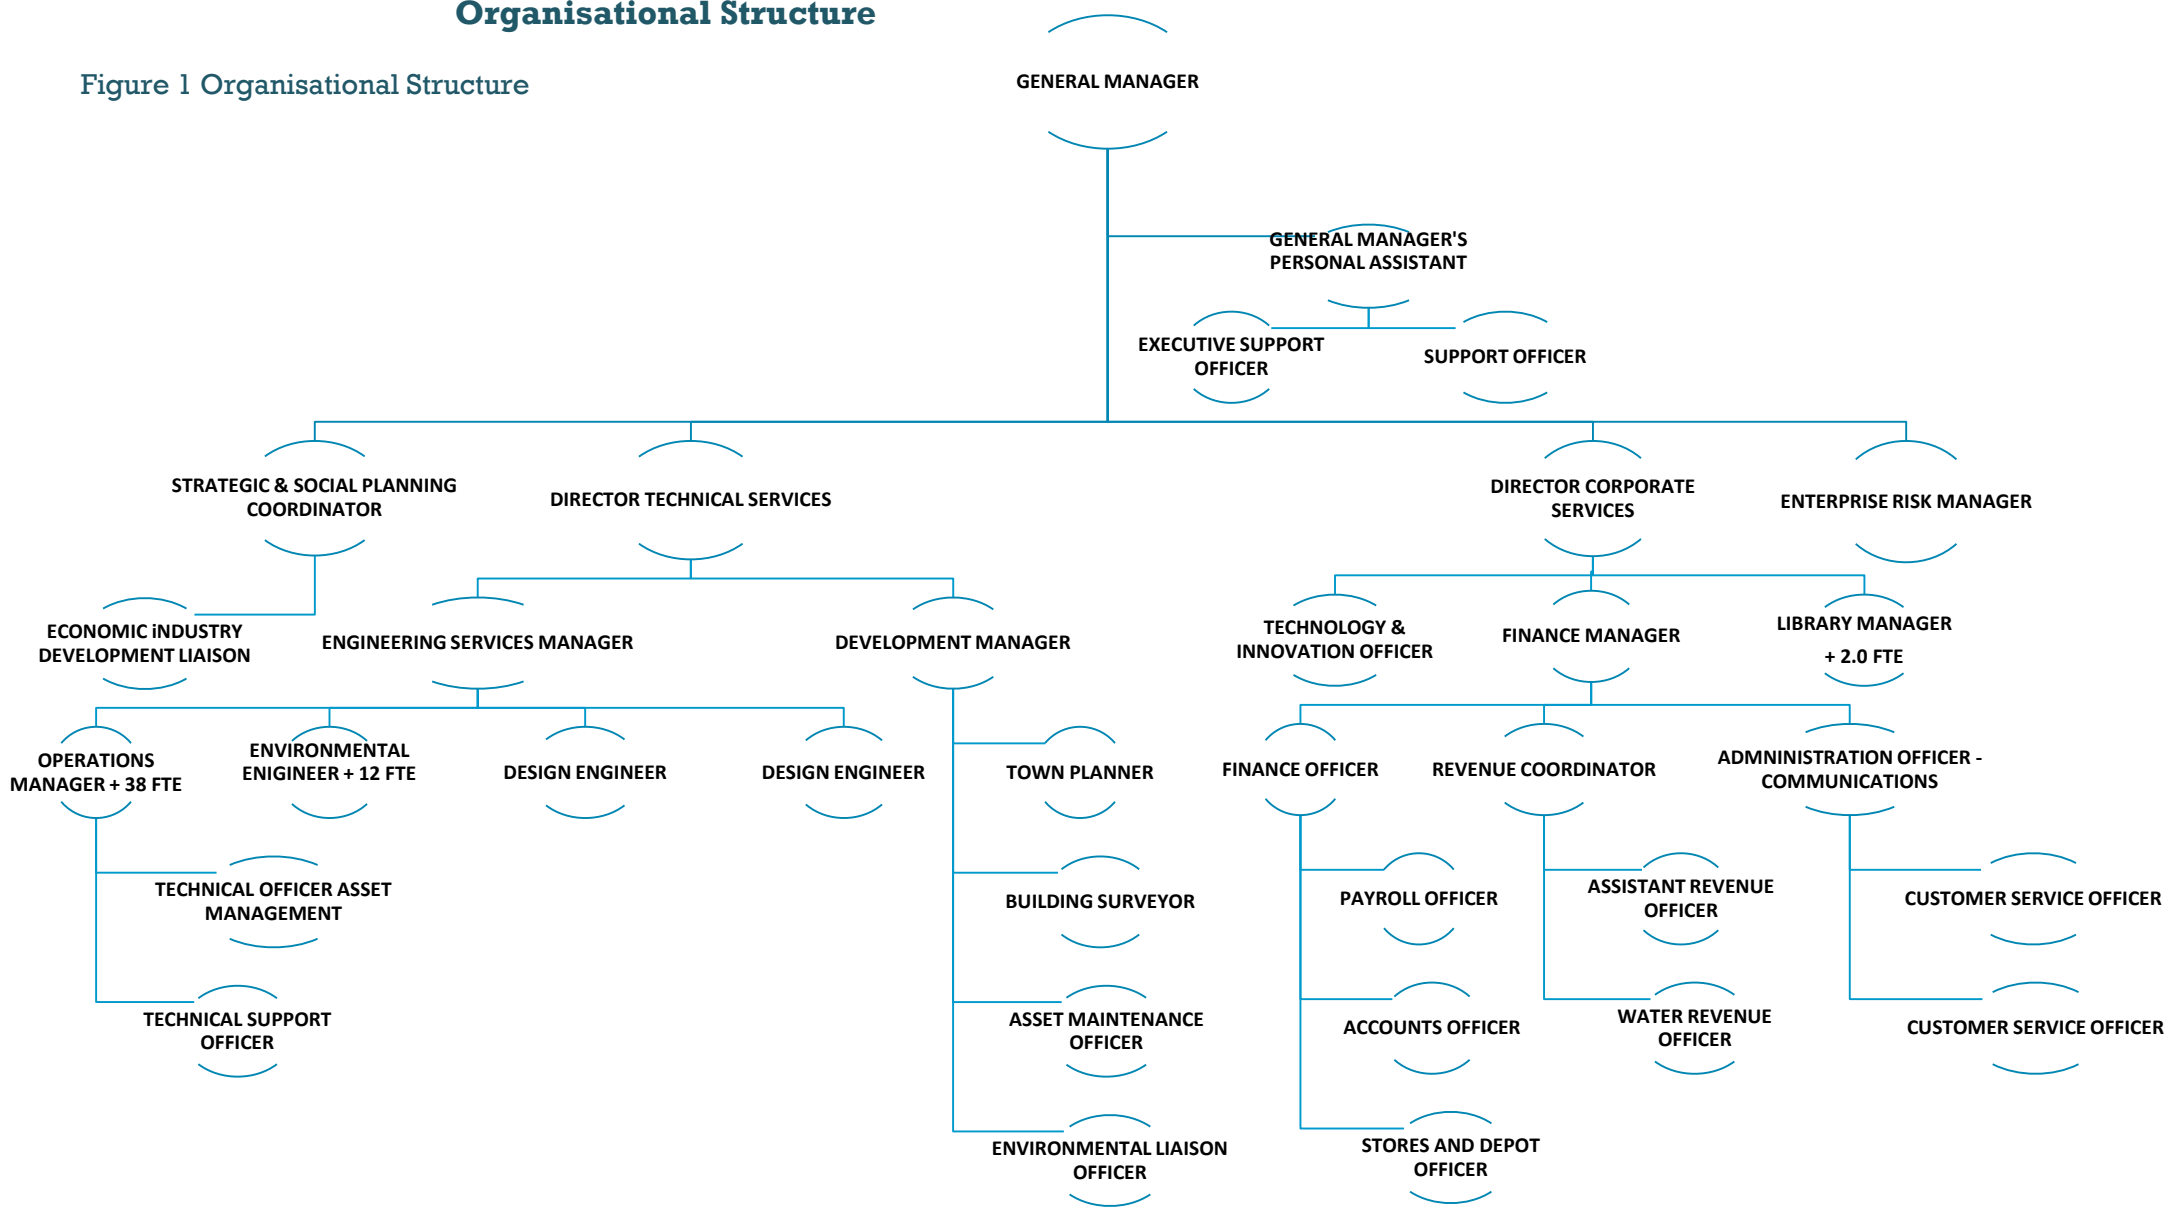 Organisational Structure
Figure 1 Organisational Structure
GENERAL MANAGER
GENERAL MANAGER'S
PERSONAL ASSISTANT
EXECUTIVE SUPPORT
OFFICER
SUPPORT OFFICER
STRATEGIC & SOCIAL PLANNING
COORDINATOR
DIRECTOR TECHNICAL SERVICES
DIRECTOR CORPORATE
SERVICES
ENTERPRISE RISK MANAGER
ECONOMIC iNDUSTRY
DEVELOPMENT LIAISON
ENGINEERING SERVICES MANAGER
DEVELOPMENT MANAGER
TECHNOLOGY &
INNOVATION OFFICER
FINANCE MANAGER
LIBRARY MANAGER
+ 2.0 FTE
OPERATIONS
MANAGER + 38 FTE
ENVIRONMENTAL
ENIGINEER + 12 FTE
DESIGN ENGINEER
DESIGN ENGINEER
TOWN PLANNER
FINANCE OFFICER
REVENUE COORDINATOR
ADMNINISTRATION OFFICER -
COMMUNICATIONS
TECHNICAL OFFICER ASSET
MANAGEMENT
BUILDING SURVEYOR
PAYROLL OFFICER
ASSISTANT REVENUE
OFFICER
CUSTOMER SERVICE OFFICER
TECHNICAL SUPPORT
OFFICER
ASSET MAINTENANCE
OFFICER
ACCOUNTS OFFICER
WATER REVENUE
OFFICER
CUSTOMER SERVICE OFFICER
ENVIRONMENTAL LIAISON
OFFICER
STORES AND DEPOT
OFFICER